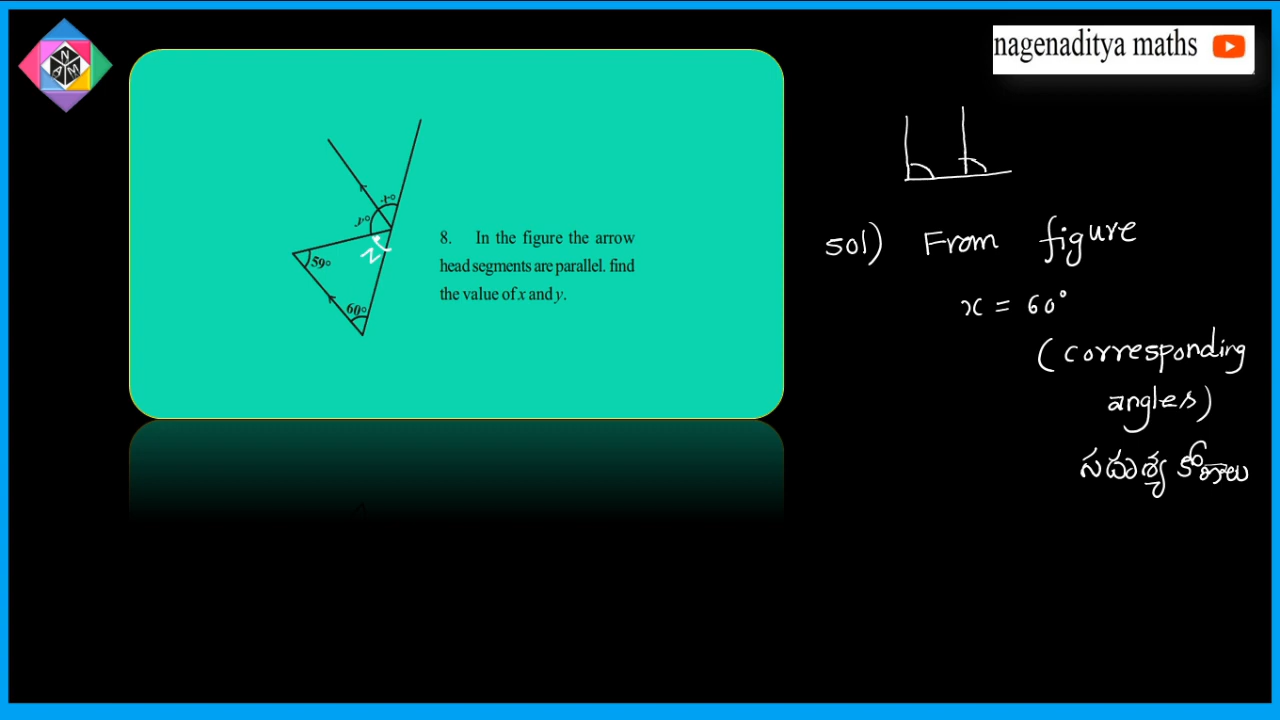 N
A M
nagenaditya maths
x°
y°
z
59°
60°
8. In the figure the arrow
head segments are parallel. find
the value of x and y.
sol) From figure
x = 60°
(corresponding
angles)
సదృశ్య కోణాలు